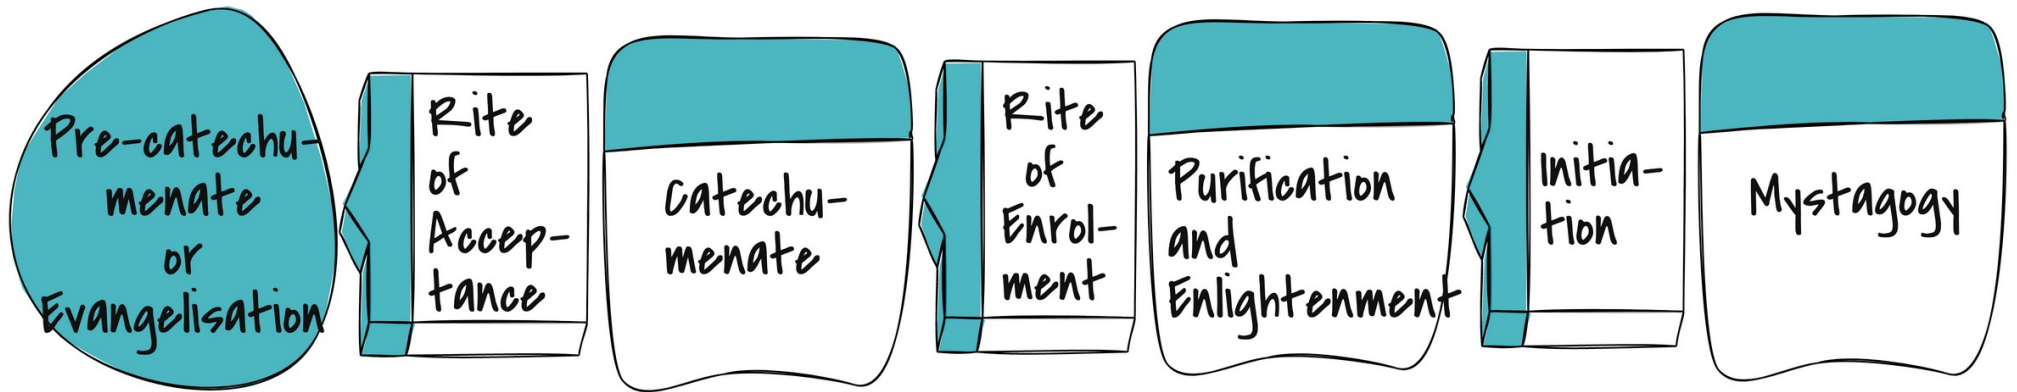 Pre-catechu-
menate
or
Evangelisation
Rite
of
Accep-
tance
Catechu-
menate
Rite
of
Enrol-
ment
Purification
and
Enlightenment
Initia-
tion
Mystagogy